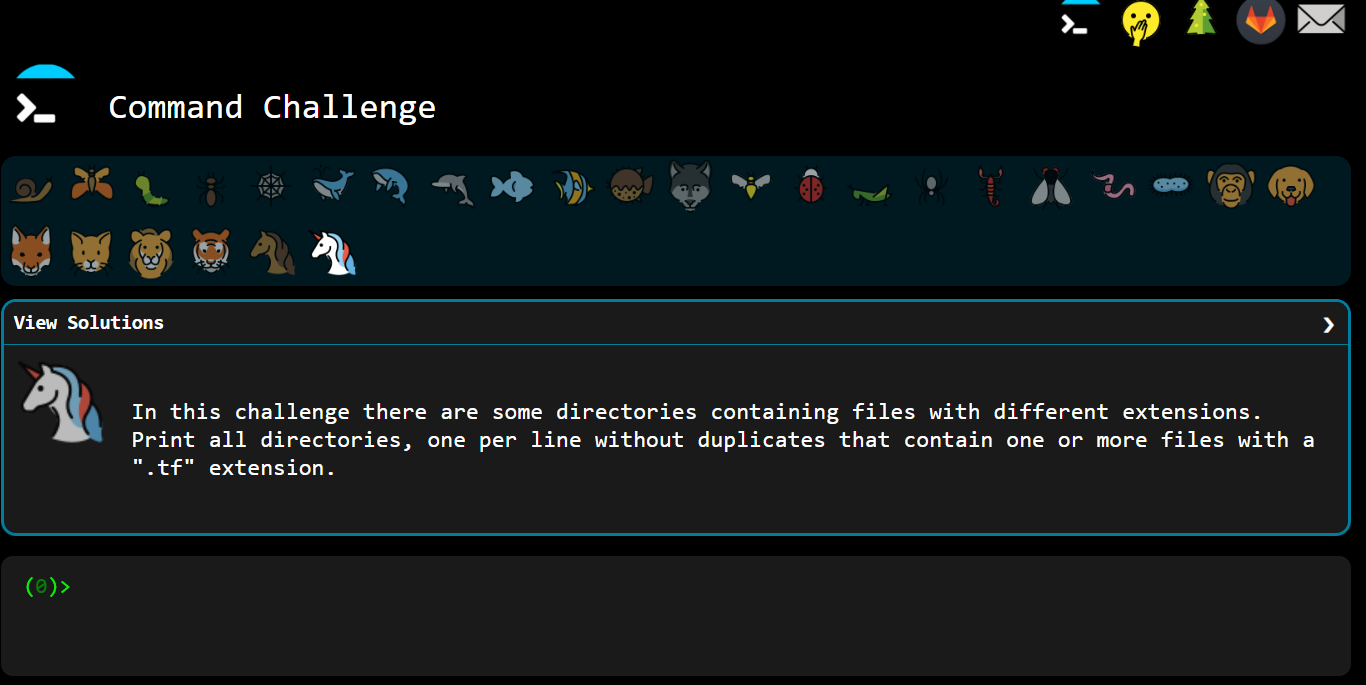 Command Challenge
View Solutions
In this challenge there are some directories containing files with different extensions.
Print all directories, one per line without duplicates that contain one or more files with a
".tf" extension.
(0)>